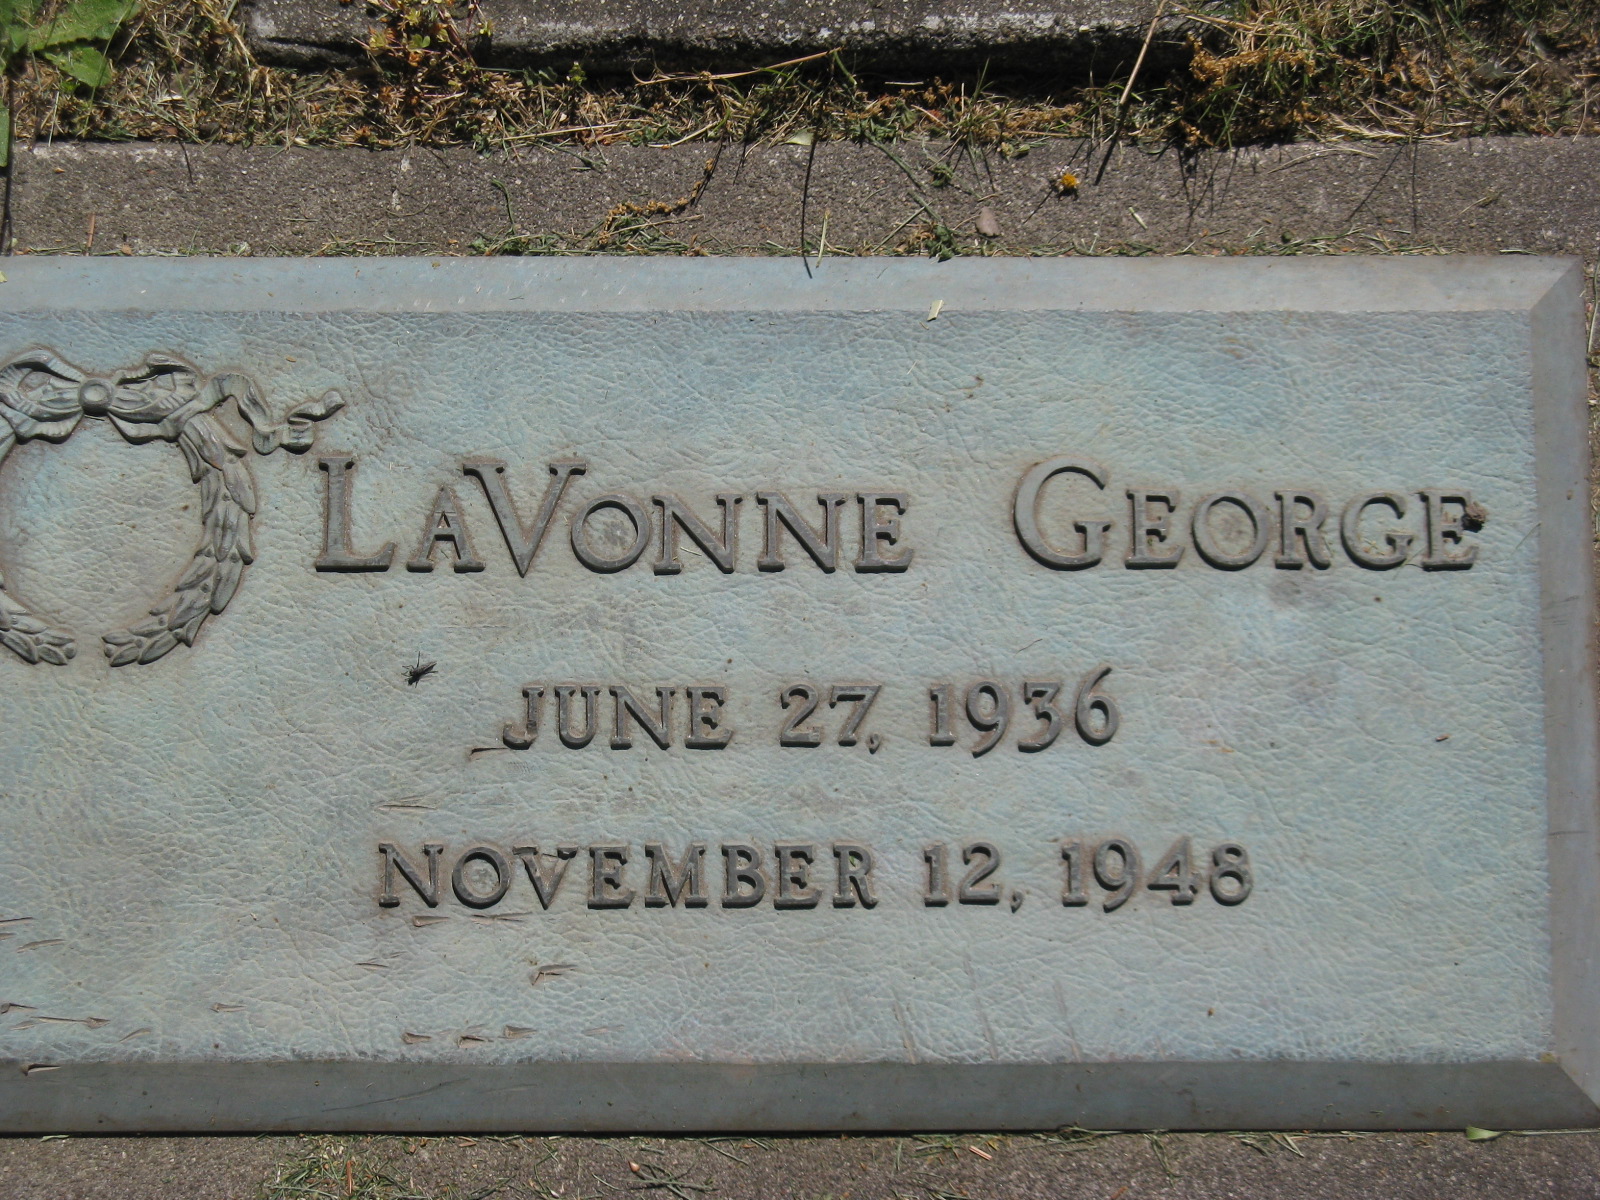 LAVONNE GEORGE
JUNE 27, 1936
NOVEMBER 12, 1948